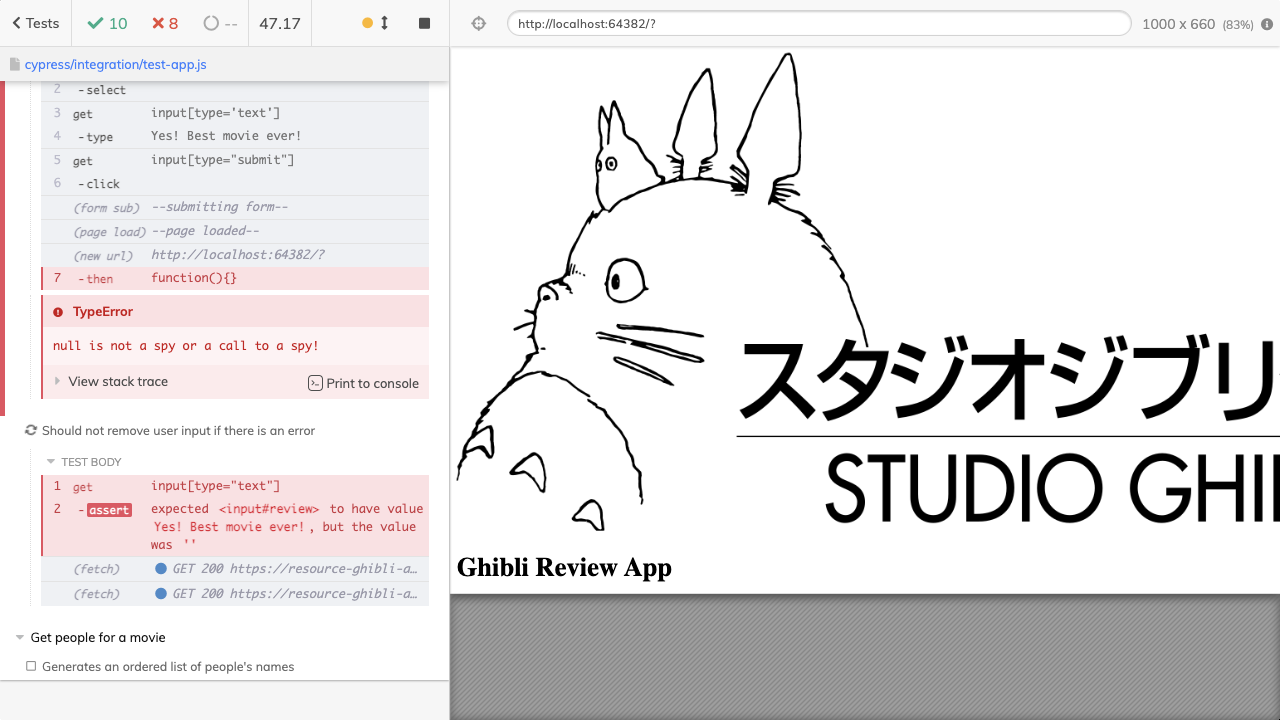 Tests
10
8
--
47.17
http://localhost:64382/?
1000 x 660 (83%)
cypress/integration/test-app.js
2 - select
3 get input[type='text']
4 - type Yes! Best movie ever!
5 get input[type="submit"]
6 - click
(form sub) --submitting form--
(page load) --page loaded--
(new url) http://localhost:64382/?
7 - then function(){}
TypeError
null is not a spy or a call to a spy!
View stack trace
Print to console
Should not remove user input if there is an error
TEST BODY
1 get input[type="text"]
2 - assert expected <input#review> to have value
Yes! Best movie ever!, but the value
was ''
(fetch) GET 200 https://resource-ghibli-a…
(fetch) GET 200 https://resource-ghibli-a…
Get people for a movie
Generates an ordered list of people's names
スタジオジブリ
STUDIO GHI
Ghibli Review App